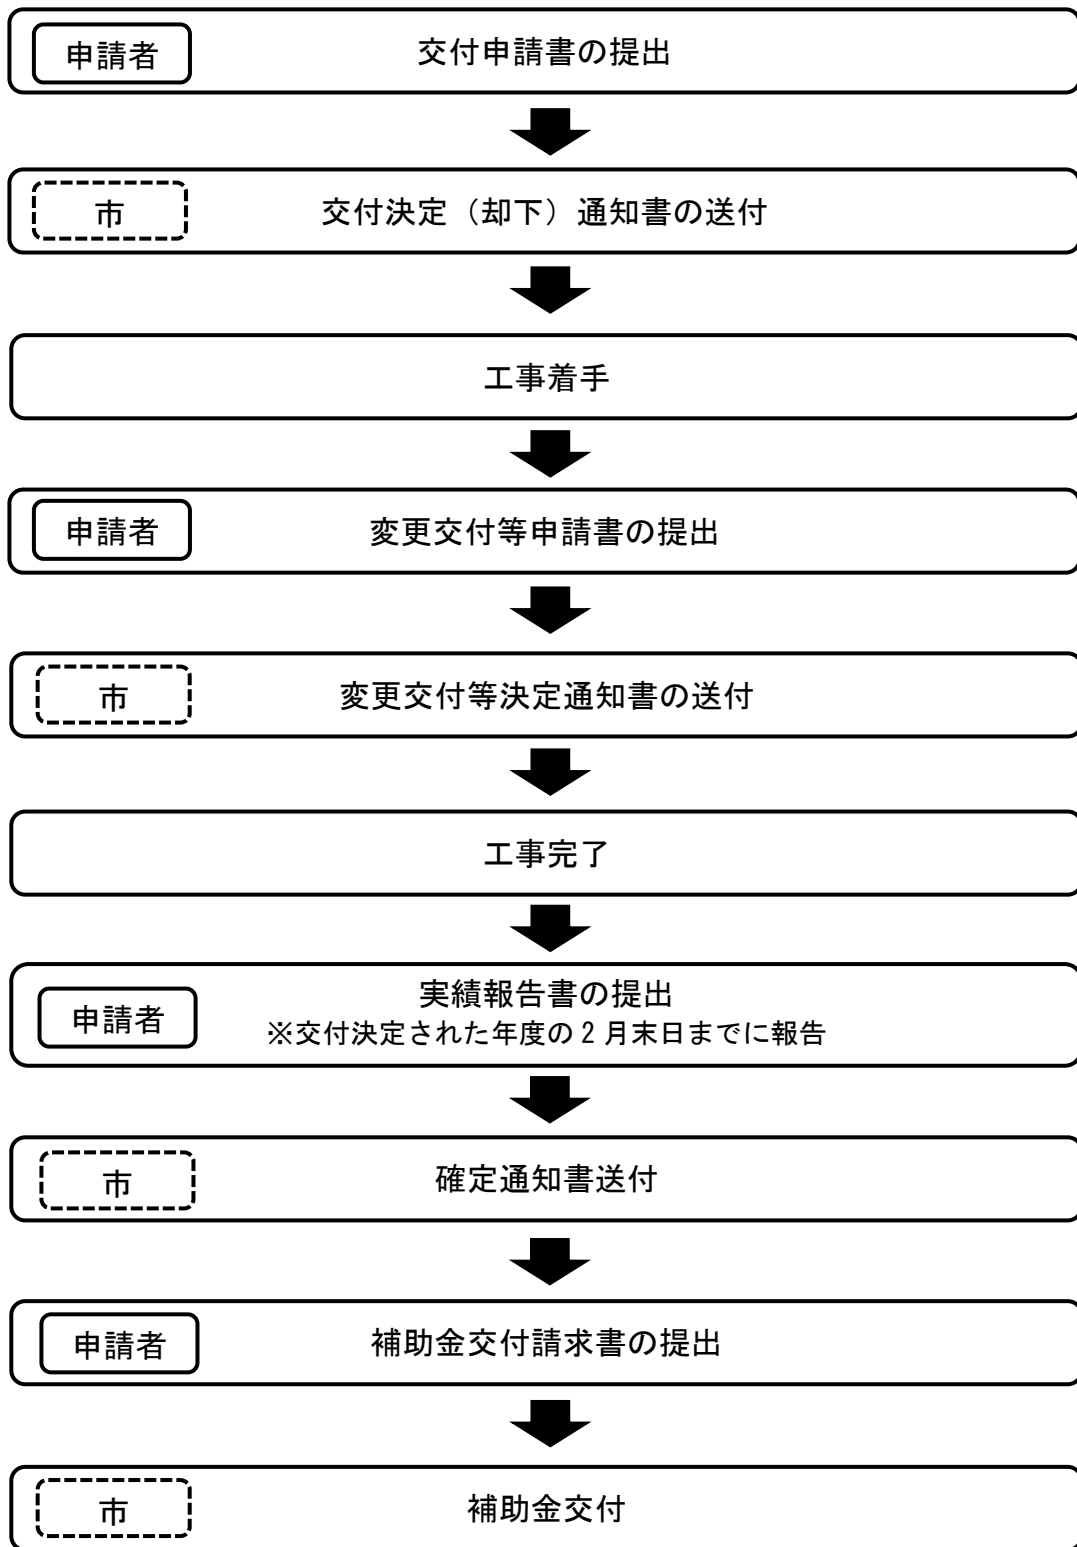 申請者 交付申請書の提出
市 交付決定（却下）通知書の送付
工事着手
申請者 変更交付等申請書の提出
市 変更交付等決定通知書の送付
工事完了
申請者 実績報告書の提出
※交付決定された年度の２月末日までに報告
市 確定通知書送付
申請者 補助金交付請求書の提出
市 補助金交付